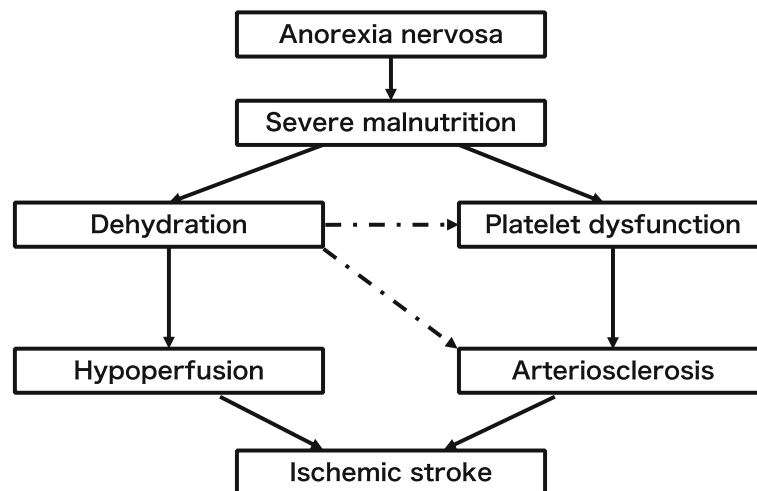 Anorexia nervosa
Severe malnutrition
Dehydration
Platelet dysfunction
Hypoperfusion
Arteriosclerosis
Ischemic stroke